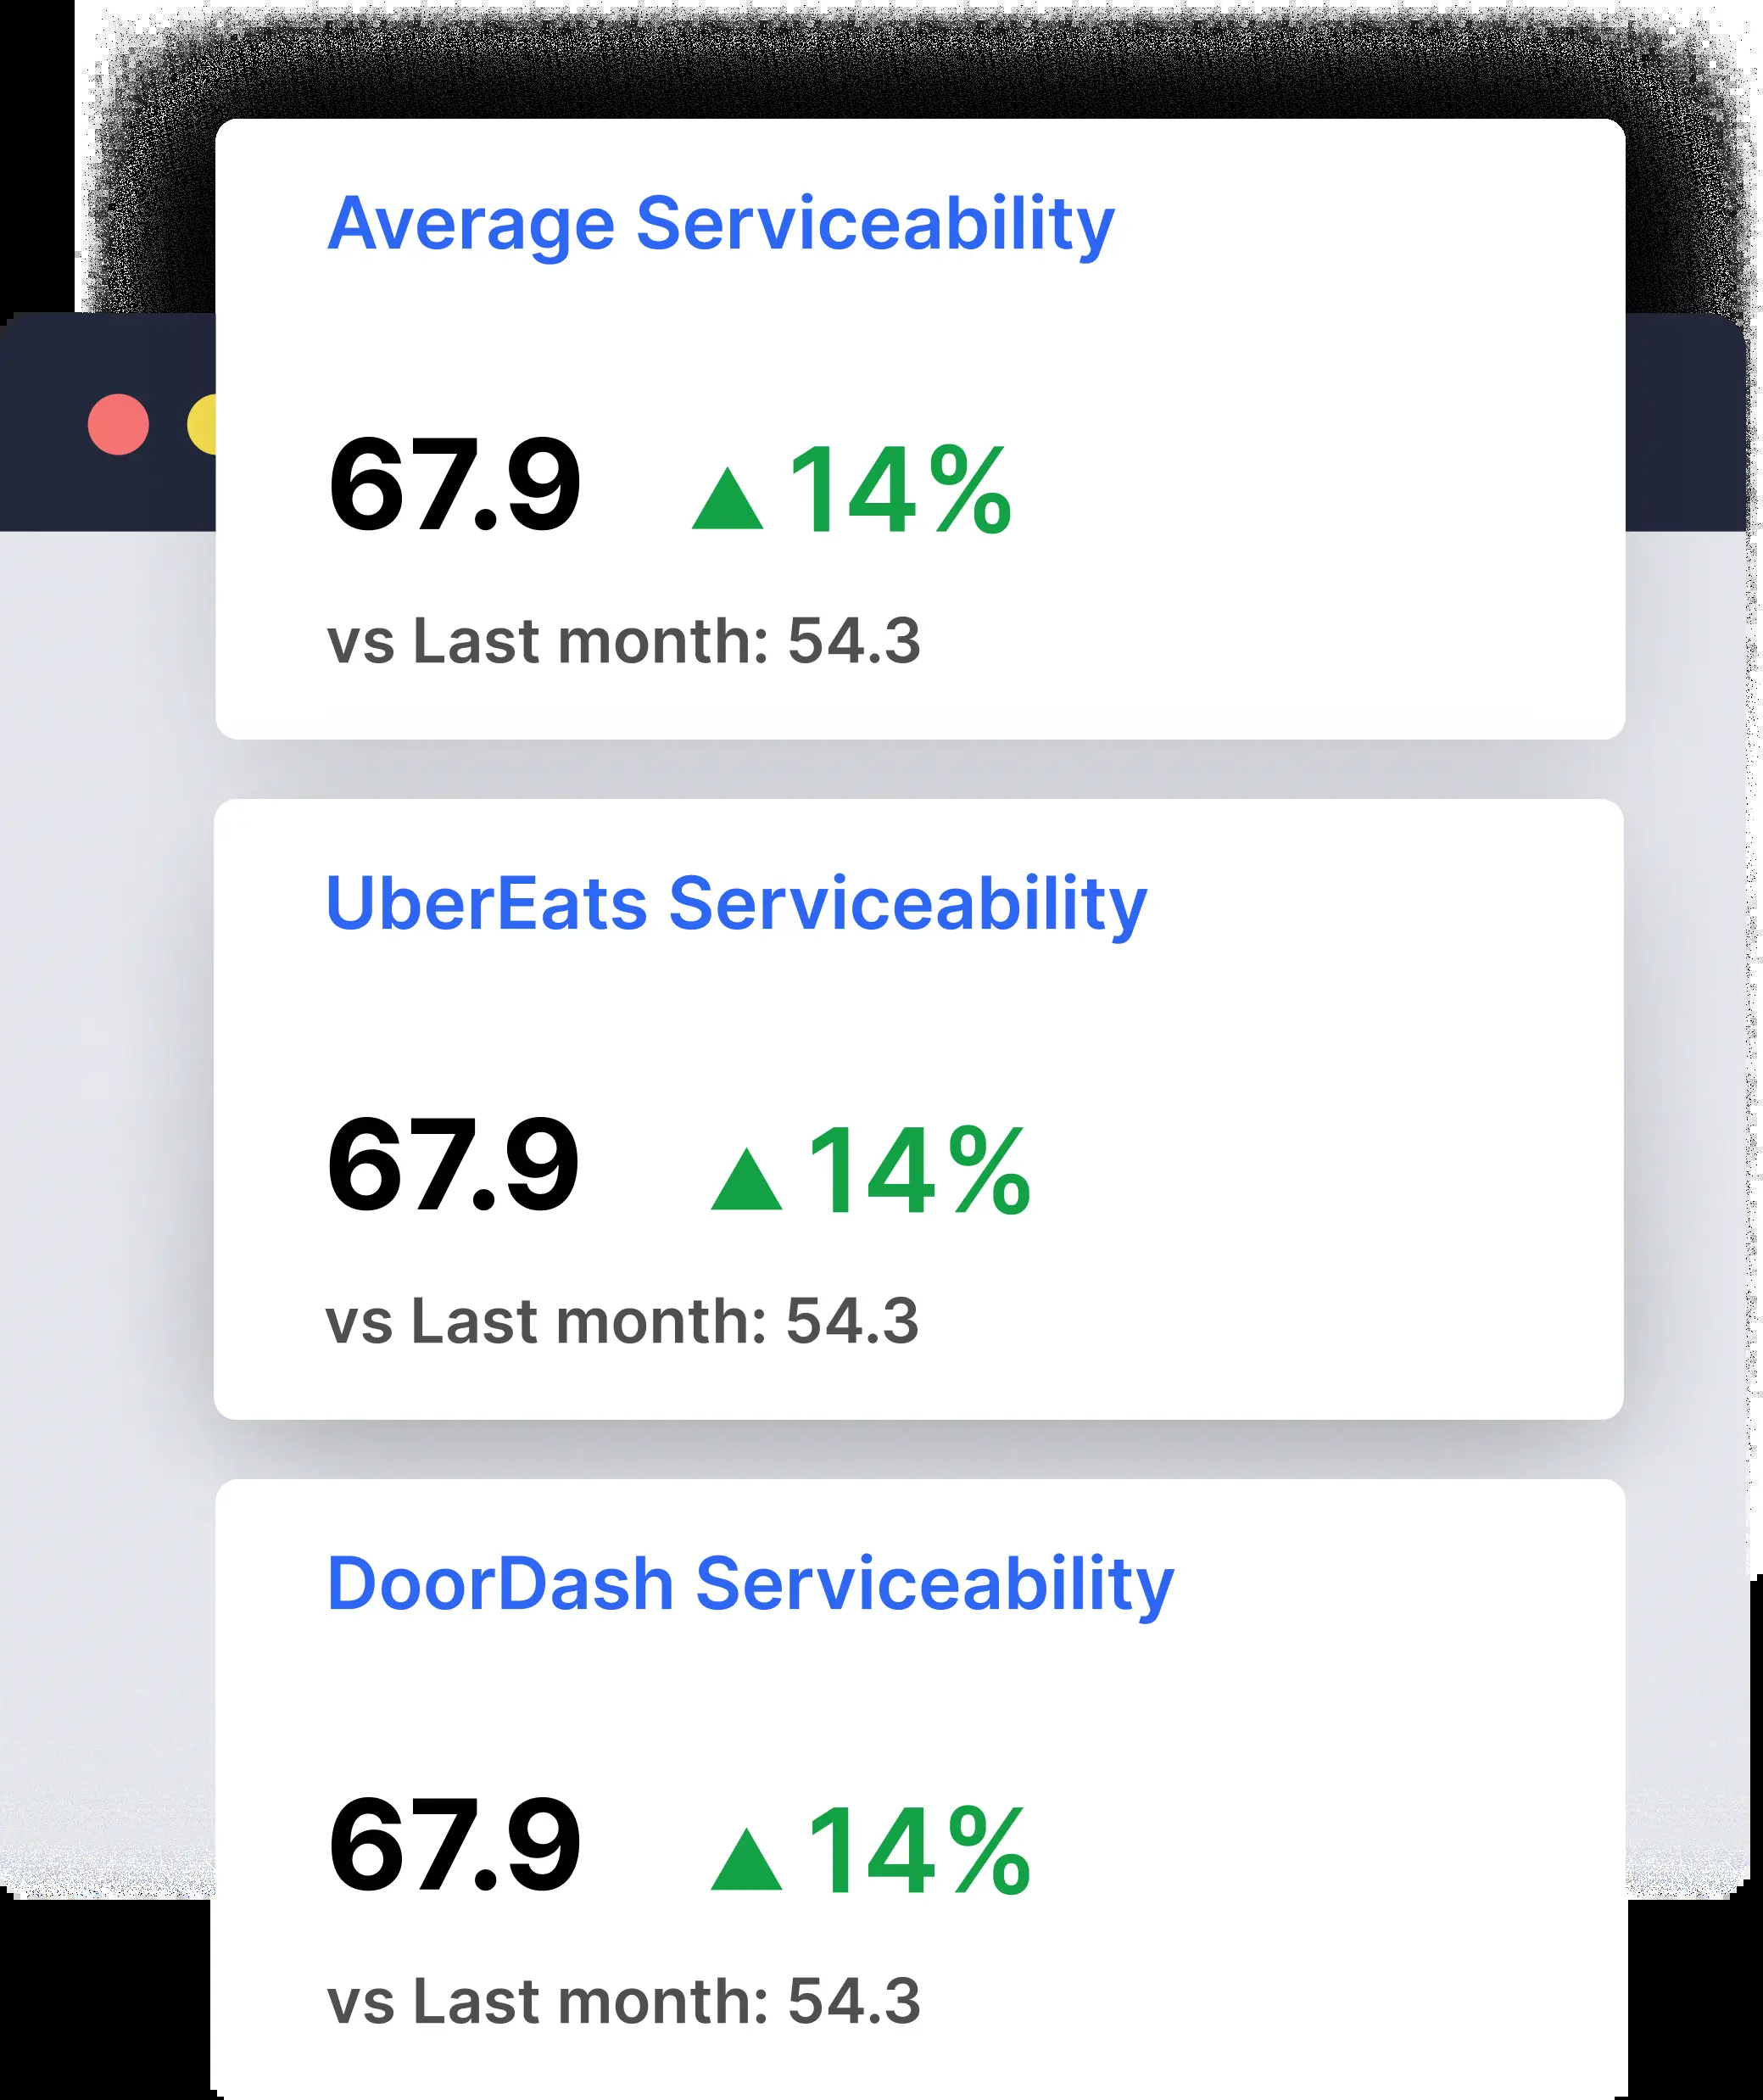 Average Serviceability
67.9 ▲ 14%
vs Last month: 54.3
UberEats Serviceability
67.9 ▲ 14%
vs Last month: 54.3
DoorDash Serviceability
67.9 ▲ 14%
vs Last month: 54.3